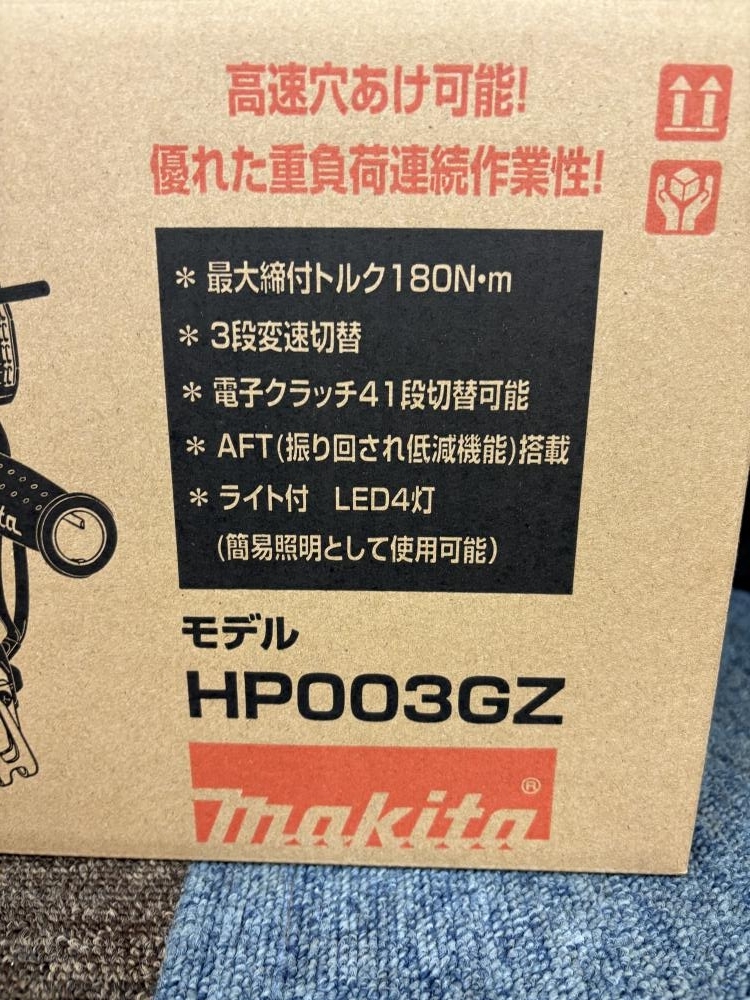 高速穴あけ可能!
優れた重負荷連続作業性!
＊ 最大締付トルク180N・m
＊ 3段変速切替
＊ 電子クラッチ41段切替可能
＊ AFT(振り回され低減機能)搭載
＊ ライト付 LED4灯
(簡易照明として使用可能)
モデル
HP003GZ
makita®